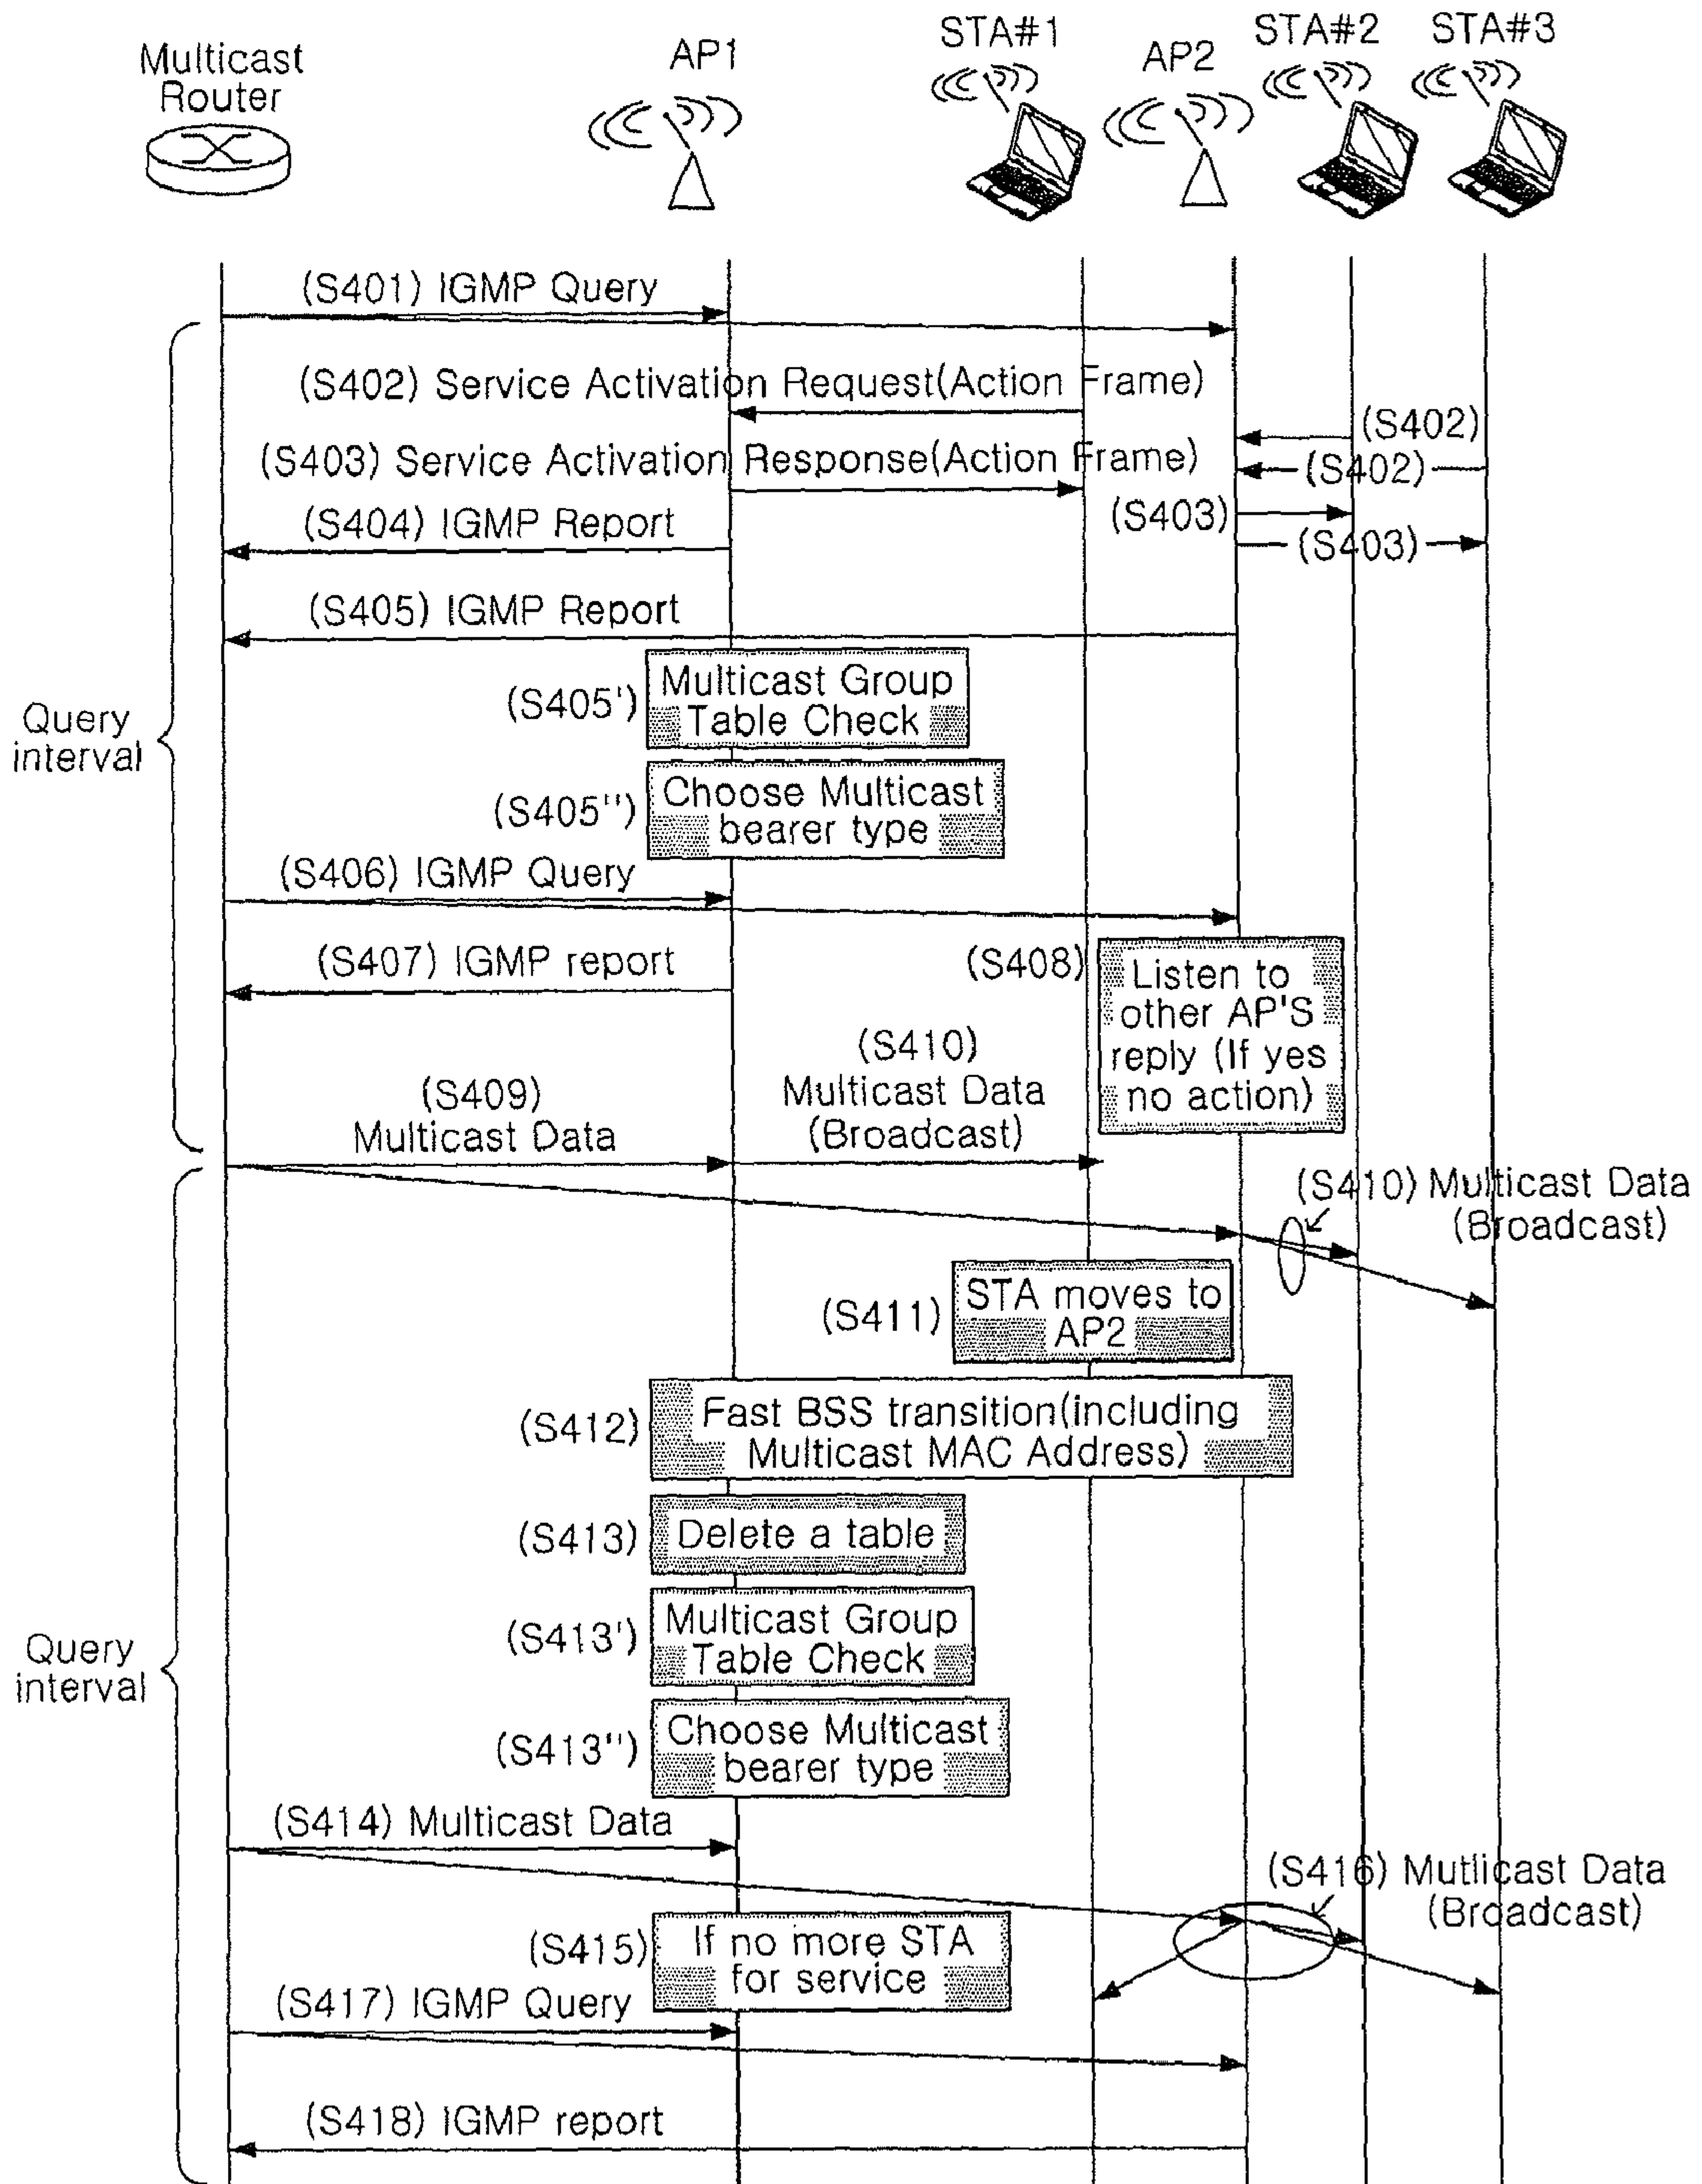 Multicast
Router
AP1
STA#1
AP2
STA#2
STA#3
(S401) IGMP Query
(S402) Service Activation Request(Action Frame)
(S402)
(S403) Service Activation Response(Action Frame)
(S402)
(S404) IGMP Report
(S403)
(S403)
(S405) IGMP Report
(S405')
Multicast Group
Table Check
Query
interval
(S405'')
Choose Multicast
bearer type
(S406) IGMP Query
(S407) IGMP report
(S408)
Listen to
other AP'S
reply (If yes
no action)
(S409)
Multicast Data
(S410)
Multicast Data
(Broadcast)
(S410) Multicast Data
(Broadcast)
(S411)
STA moves to
AP2
(S412)
Fast BSS transition(including
Multicast MAC Address)
(S413)
Delete a table
(S413')
Multicast Group
Table Check
Query
interval
(S413'')
Choose Multicast
bearer type
(S414) Multicast Data
(S416) Mutlicast Data
(Broadcast)
(S415)
If no more STA
for service
(S417) IGMP Query
(S418) IGMP report